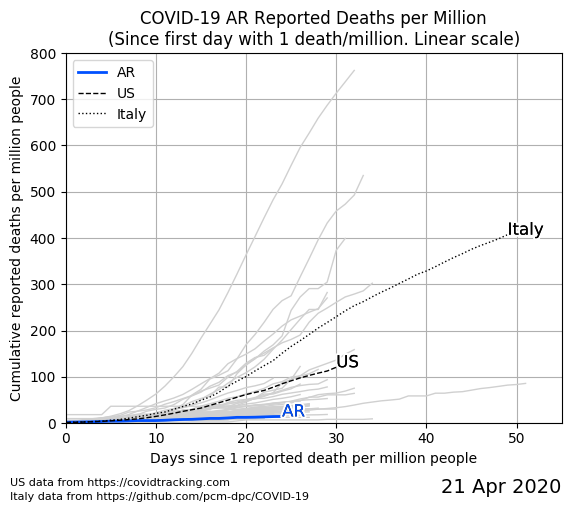 COVID-19 AR Reported Deaths per Million
(Since first day with 1 death/million. Linear scale)
Cumulative reported deaths per million people
800
700
600
500
400
300
200
100
0
AR
US
Italy
Italy
US
AR
0 10 20 30 40 50
Days since 1 reported death per million people
US data from https://covidtracking.com
Italy data from https://github.com/pcm-dpc/COVID-19
21 Apr 2020